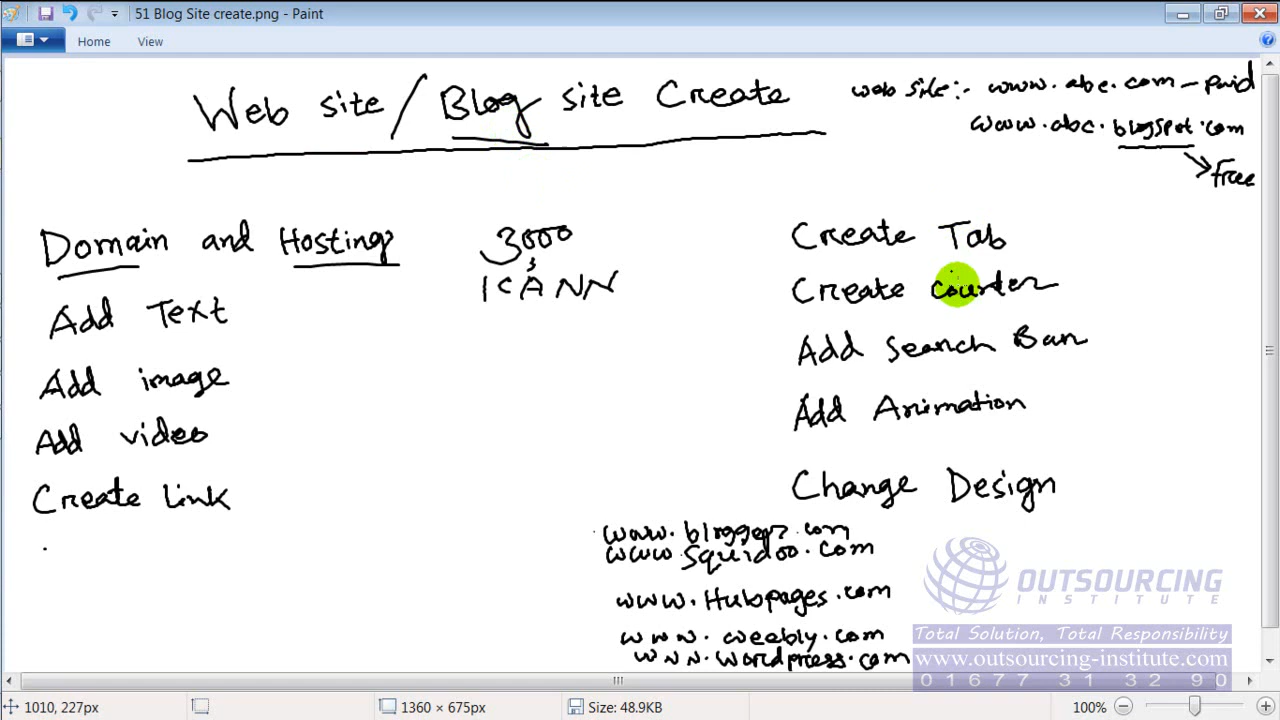 51 Blog Site create.png - Paint
Home View
Web site / Blog site Create
web site:- www.abc.com - paid
www.abc.blogspot.com
Free
Domain and Hosting
3000
ICANN
Add Text
Add image
Add video
Create link
Create Tab
Create counter
Add Search Bar
Add Animation
Change Design
www.blogger.com
www.squidoo.com
www.Hubpages.com
www.weebly.com
www.wordpress.com
OUTSOURCING
INSTITUTE
Total Solution, Total Responsibility
www.outsourcing-institute.com
01677 31 32 90
1010, 227px 1360 × 675px Size: 48.9KB 100%